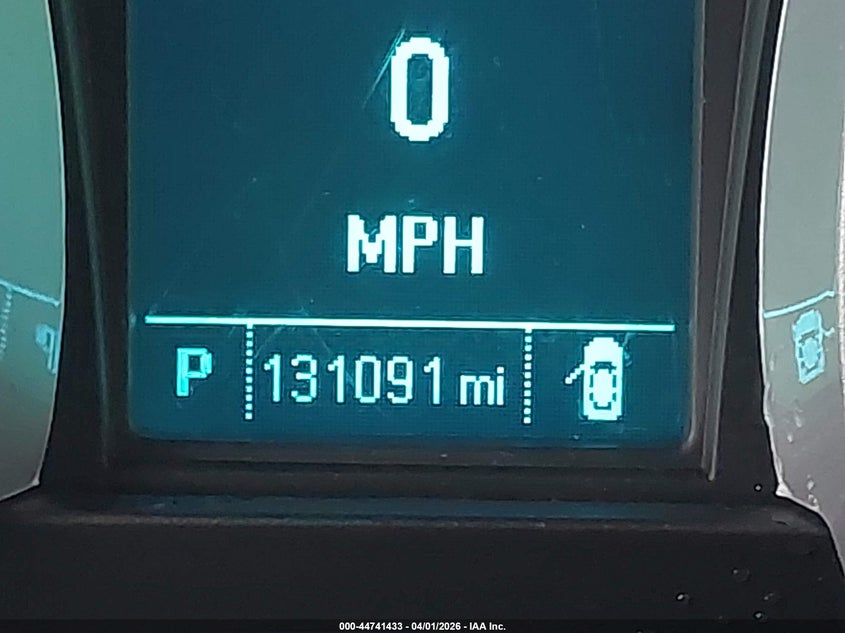 0
MPH
P 131091 mi
000-44741433 - 04/01/2026 - IAA Inc.